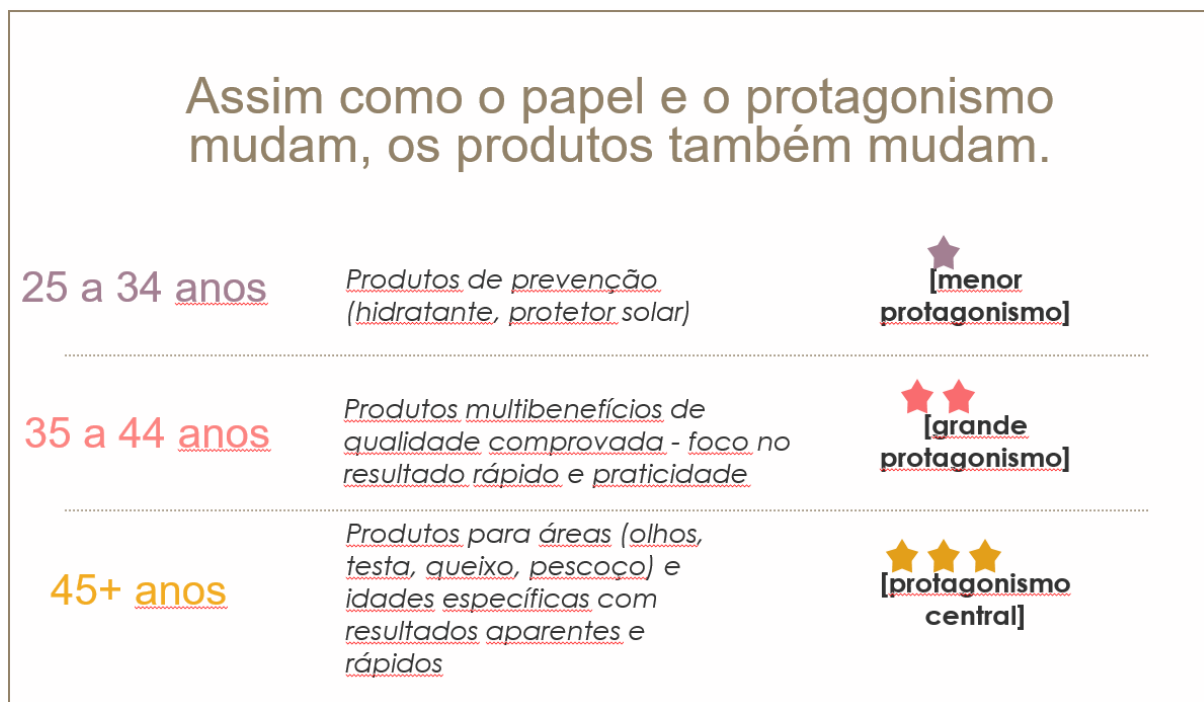 Assim como o papel e o protagonismo
mudam, os produtos também mudam.
25 a 34 anos
Produtos de prevenção
(hidratante, protetor solar)
[menor
protagonismo]
35 a 44 anos
Produtos multibenefícios de
qualidade comprovada - foco no
resultado rápido e praticidade
[grande
protagonismo]
45+ anos
Produtos para áreas (olhos,
testa, queixo, pescoço) e
idades específicas com
resultados aparentes e
rápidos
[protagonismo
central]